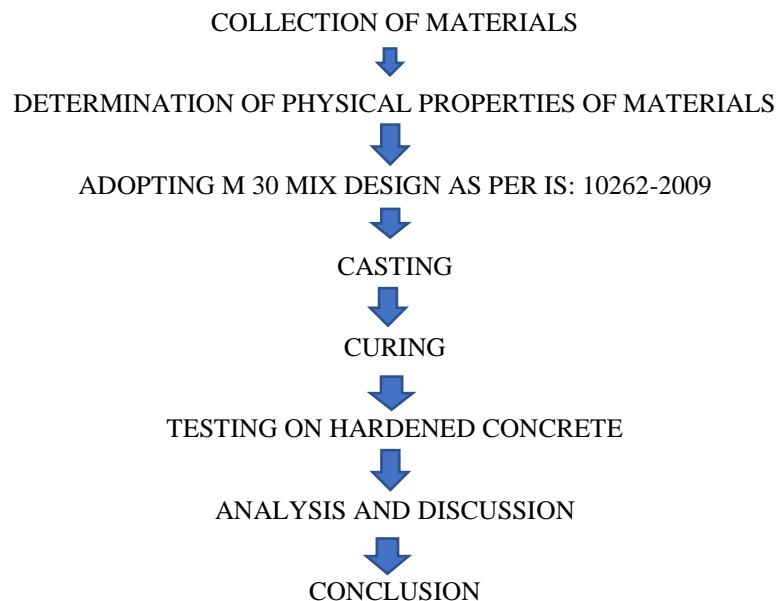 COLLECTION OF MATERIALS
DETERMINATION OF PHYSICAL PROPERTIES OF MATERIALS
ADOPTING M 30 MIX DESIGN AS PER IS: 10262-2009
CASTING
CURING
TESTING ON HARDENED CONCRETE
ANALYSIS AND DISCUSSION
CONCLUSION